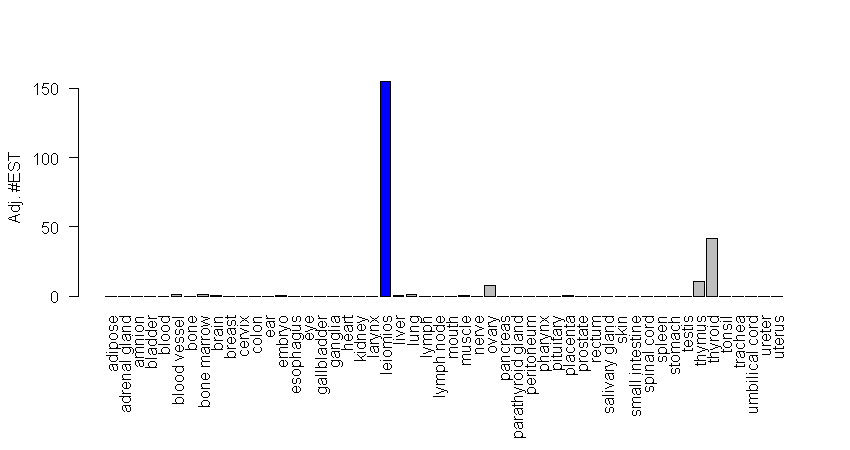 Adj. #EST
150
100
50
0
adipose
adrenal gland
amnion
bladder
blood
blood vessel
bone
bone marrow
brain
breast
cervix
colon
ear
embryo
esophagus
eye
gallbladder
ganglia
heart
kidney
larynx
leiomios
liver
lung
lymph
lymph node
mouth
muscle
nerve
ovary
pancreas
parathyroid gland
peritoneum
pharynx
pituitary
placenta
prostate
rectum
salivary gland
skin
small intestine
spinal cord
spleen
stomach
testis
thymus
thyroid
tonsil
trachea
umbilical cord
ureter
uterus